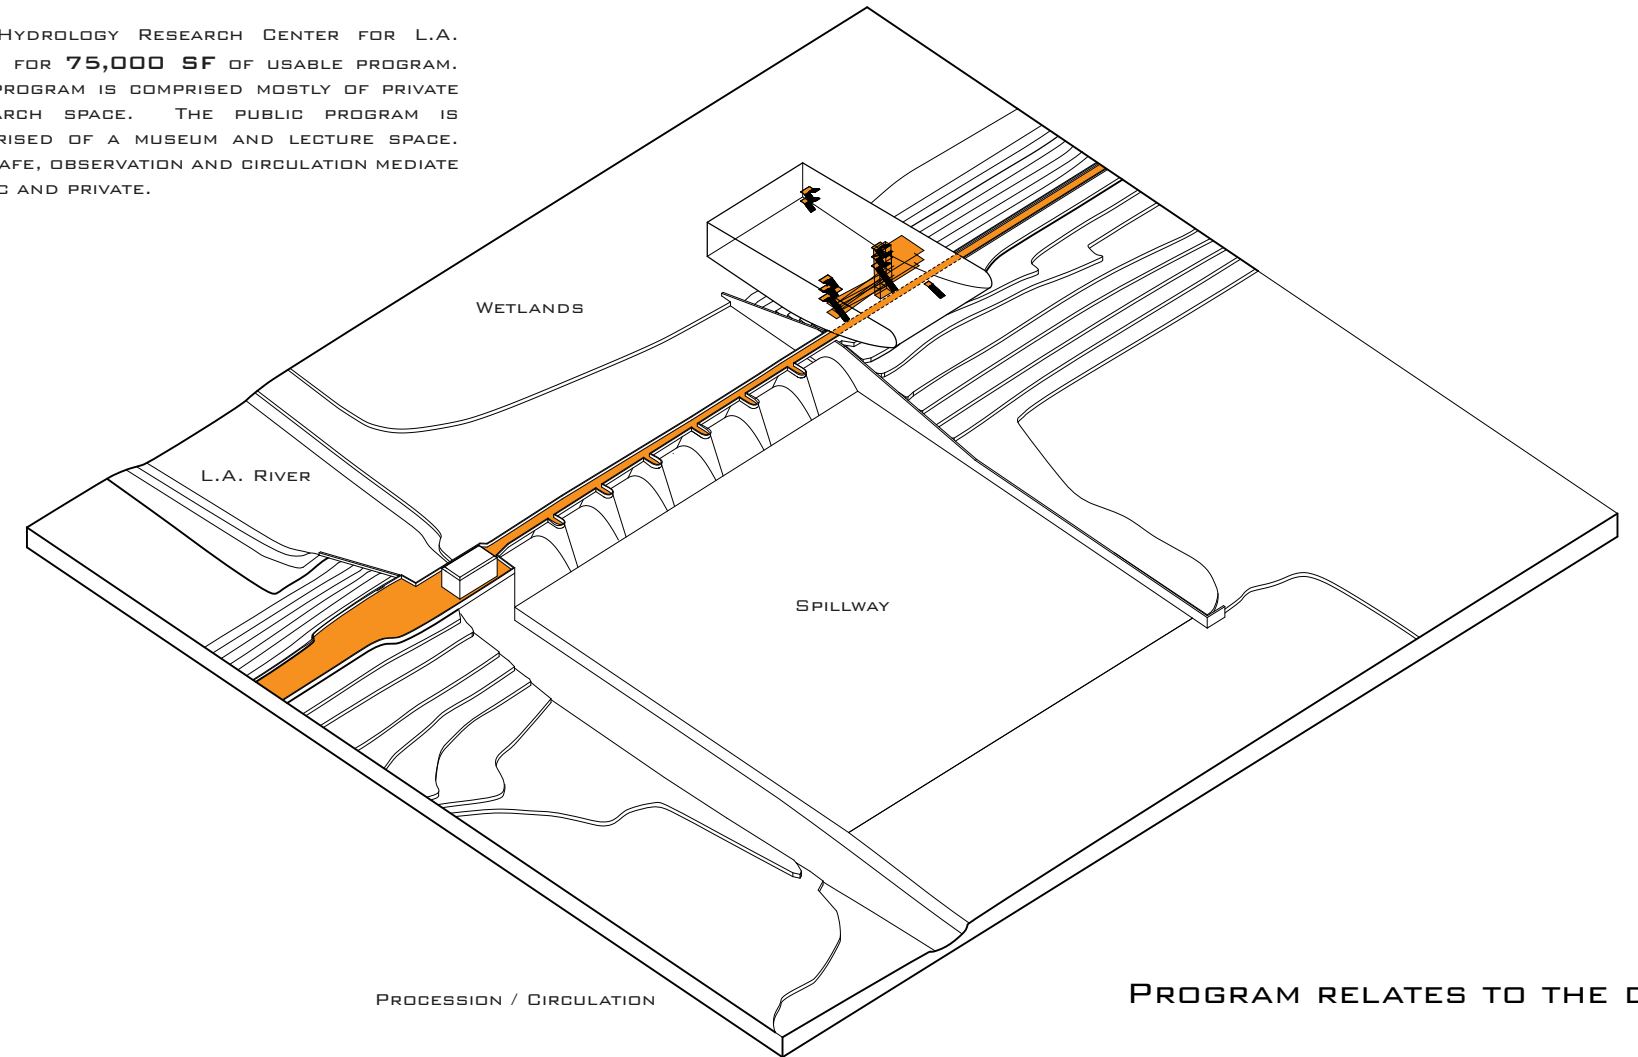 Hydrology Research Center for L.A.
for 75,000 SF of usable program.
program is comprised mostly of private
space. The public program is
of a museum and lecture space.
observation and circulation mediate
and private.
Wetlands
L.A. River
Spillway
Procession / Circulation
Program relates to the